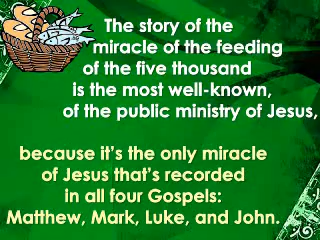 The story of the
miracle of the feeding
of the five thousand
is the most well-known,
of the public ministry of Jesus,
because it's the only miracle
of Jesus that's recorded
in all four Gospels:
Matthew, Mark, Luke, and John.